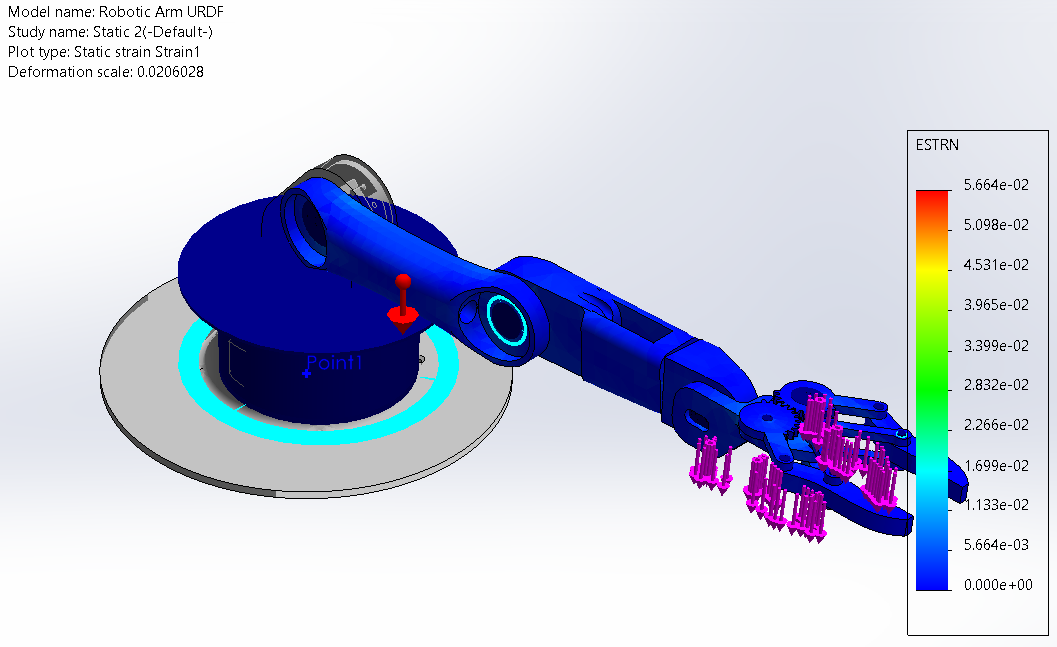 Model name: Robotic Arm URDF
Study name: Static 2(-Default-)
Plot type: Static strain Strain1
Deformation scale: 0.0206028
ESTRN
5.664e-02
5.098e-02
4.531e-02
3.965e-02
3.399e-02
2.832e-02
2.266e-02
1.699e-02
1.133e-02
5.664e-03
0.000e+00
Point1